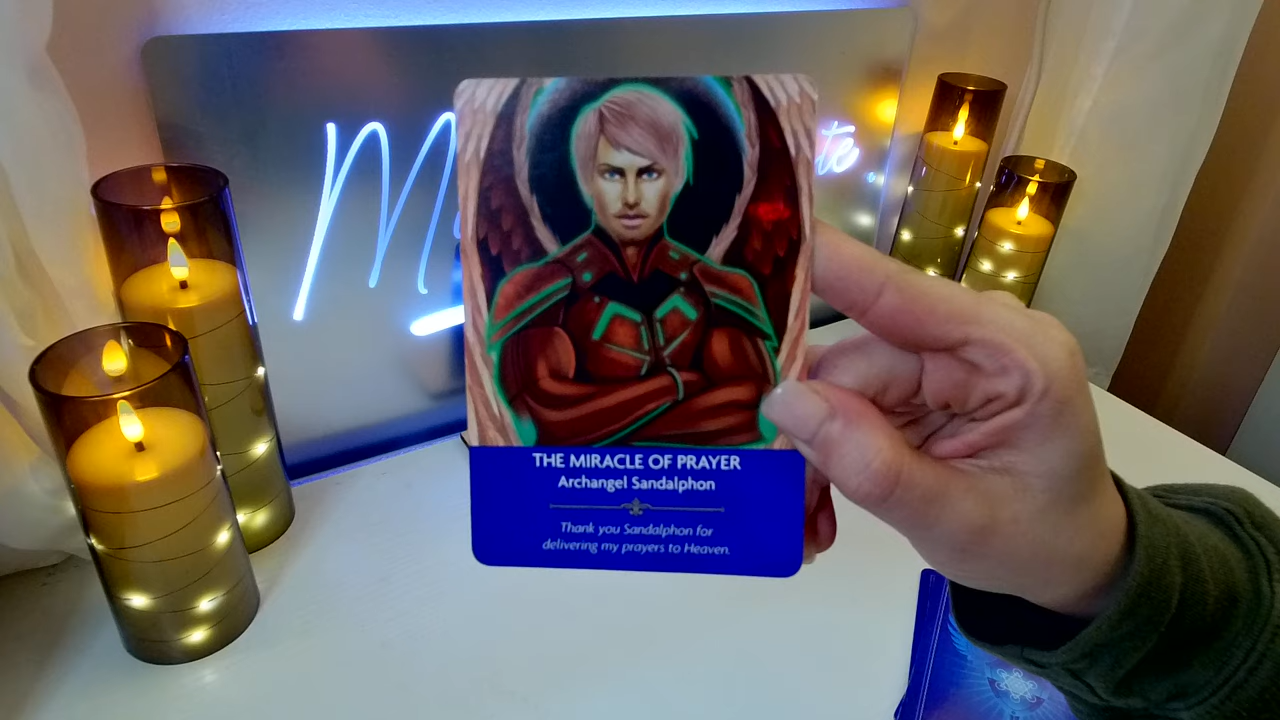 THE MIRACLE OF PRAYER
Archangel Sandalphon
Thank you Sandalphon for
delivering my prayers to Heaven.